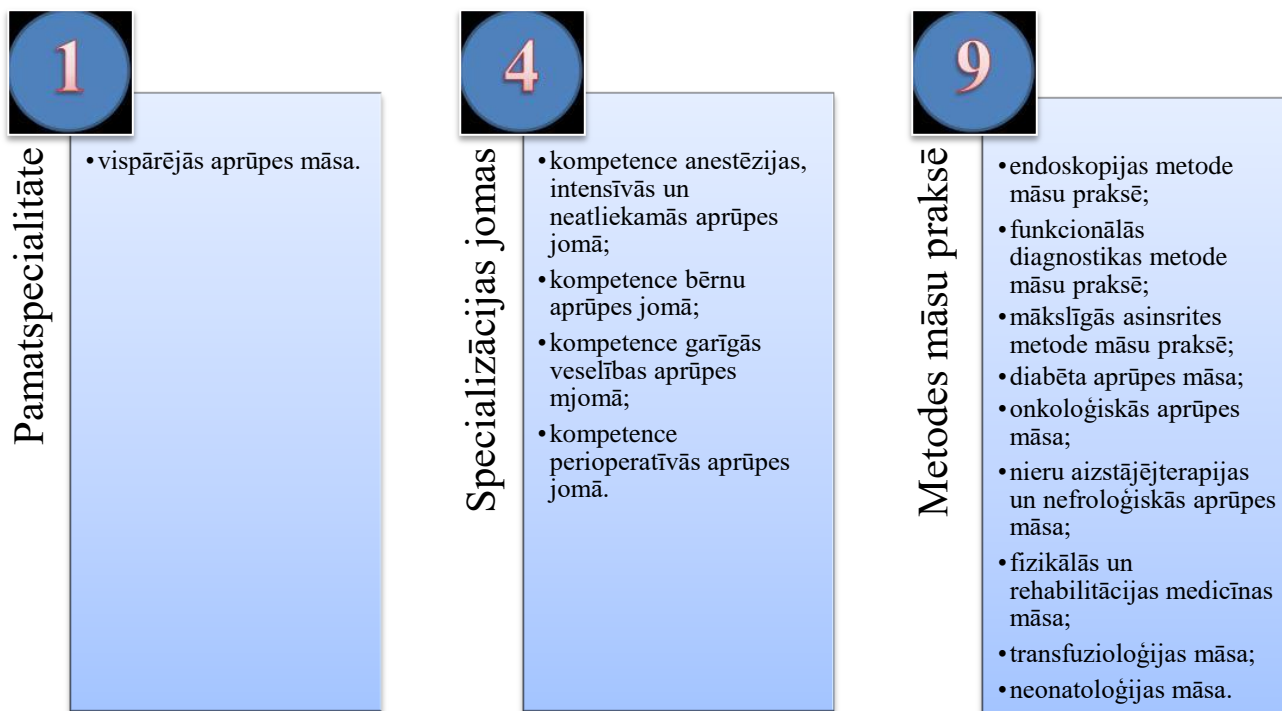 1
Pamatspecialitāte
•vispārējās aprūpes māsa.
4
Specializācijas jomas
•kompetence anestēzijas,
intensīvās un
neatliekamās aprūpes
jomā;
•kompetence bērnu
aprūpes jomā;
•kompetence garīgās
veselības aprūpes
mjomā;
•kompetence
perioperatīvās aprūpes
jomā.
9
Metodes māsu praksē
•endoskopijas metode
māsu praksē;
•funkcionālās
diagnostikas metode
māsu praksē;
•mākslīgās asinsrites
metode māsu praksē;
•diabēta aprūpes māsa;
•onkoloģiskās aprūpes
māsa;
•nieru aizstājējterapijas
un nefroloģiskās aprūpes
māsa;
•fizikālās un
rehabilitācijas medicīnas
māsa;
•transfuzioloģijas māsa;
•neonatoloģijas māsa.